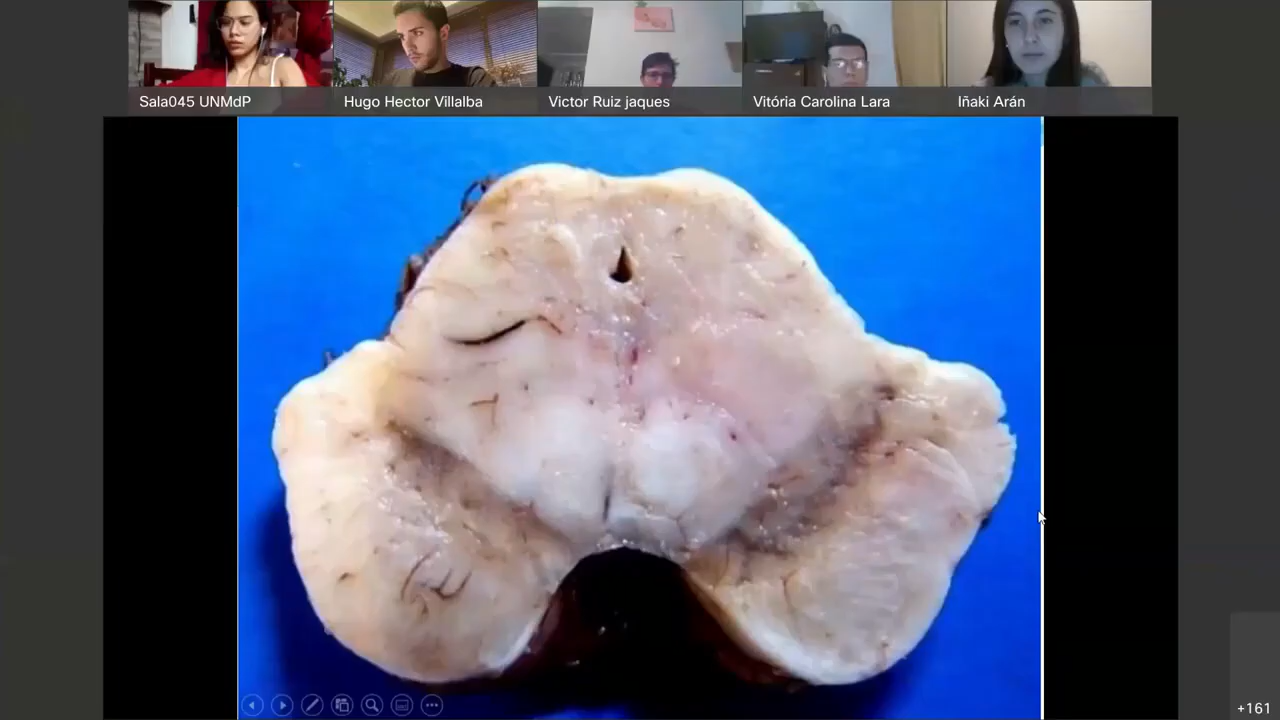 Sala045 UNMdP
Hugo Hector Villalba
Victor Ruiz jaques
Vitória Carolina Lara
Iñaki Arán
+161